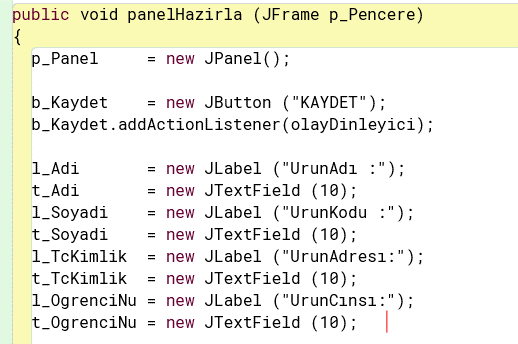 public void panelHazirla (JFrame p_Pencere)
{
p_Panel     = new JPanel();
b_Kaydet    = new JButton ("KAYDET");
b_Kaydet.addActionListener(olayDinleyici);
l_Adi       = new JLabel ("UrunAdı :");
t_Adi       = new JTextField (10);
l_Soyadi    = new JLabel ("UrunKodu :");
t_Soyadi    = new JTextField (10);
l_TcKimlik  = new JLabel ("UrunAdresı:");
t_TcKimlik  = new JTextField (10);
l_OgrenciNu = new JLabel ("UrunCınsı:");
t_OgrenciNu = new JTextField (10);